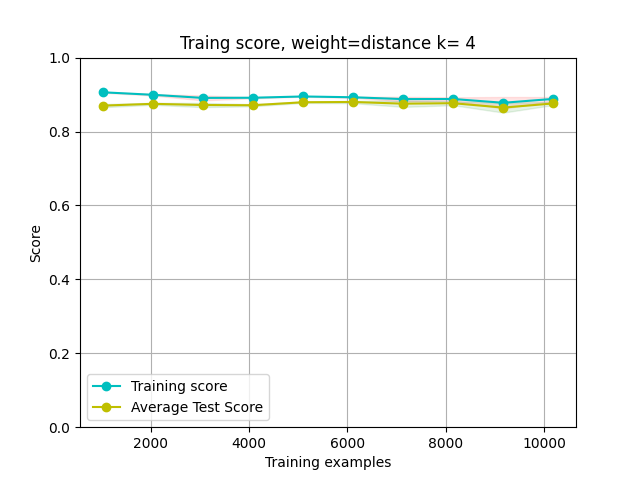 Traing score, weight=distance k= 4
1.0
0.8
0.6
0.4
0.2
0.0
Score
Training score
Average Test Score
2000 4000 6000 8000 10000
Training examples